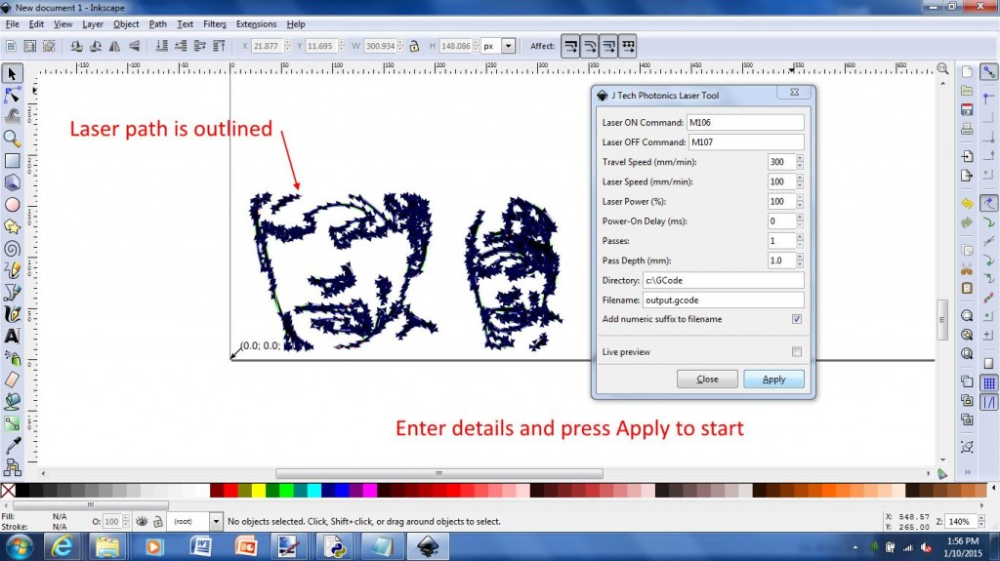 New document 1 - Inkscape
File Edit View Layer Object Path Text Filters Extensions Help
X 21.877 Y 11.695 W 300.934 H 148.086 px Affect:
J Tech Photonics Laser Tool
Laser ON Command: M106
Laser OFF Command: M107
Travel Speed (mm/min): 300
Laser Speed (mm/min): 100
Laser Power (%): 100
Power-On Delay (ms): 0
Passes: 1
Pass Depth (mm): 1.0
Directory: c:\GCode
Filename: output.gcode
Add numeric suffix to filename
Live preview
Close Apply
Laser path is outlined
(0.0; 0.0;
Enter details and press Apply to start
Fill: N/A
Stroke: N/A
O: 100
(root)
No objects selected. Click, Shift+click, or drag around objects to select.
X: 548.57
Y: 265.00
Z: 140%
1:56 PM
1/10/2015